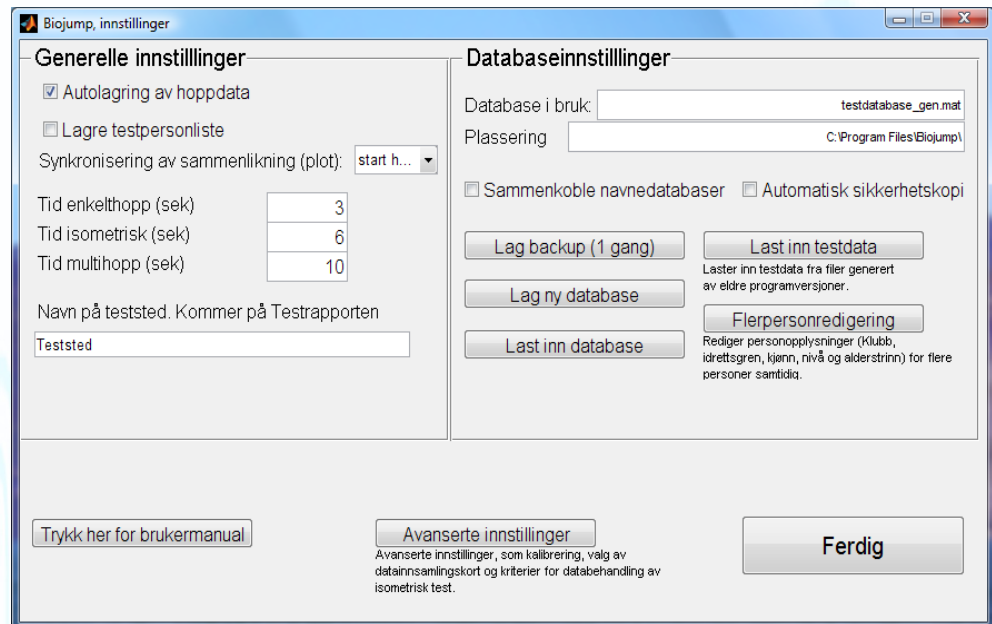 Biojump, innstillinger
Generelle innstilllinger
Autolagring av hoppdata
Lagre testpersonliste
Synkronisering av sammenlikning (plot): start h...
Tid enkelthopp (sek) 3
Tid isometrisk (sek) 6
Tid multihopp (sek) 10
Navn på teststed. Kommer på Testrapporten
Teststed
Databaseinnstilllinger
Database i bruk: testdatabase_gen.mat
Plassering C:\Program Files\Biojump\
Sammenkoble navnedatabaser Automatisk sikkerhetskopi
Lag backup (1 gang)
Lag ny database
Last inn database
Last inn testdata
Laster inn testdata fra filer generert
av eldre programversjoner.
Flerpersonredigering
Rediger personopplysninger (Klubb,
idrettsgren, kjønn, nivå og alderstrinn) for flere
personer samtidig.
Trykk her for brukermanual
Avanserte innstillinger
Avanserte innstillinger, som kalibrering, valg av
datainnsamlingskort og kriterier for databehandling av
isometrisk test.
Ferdig